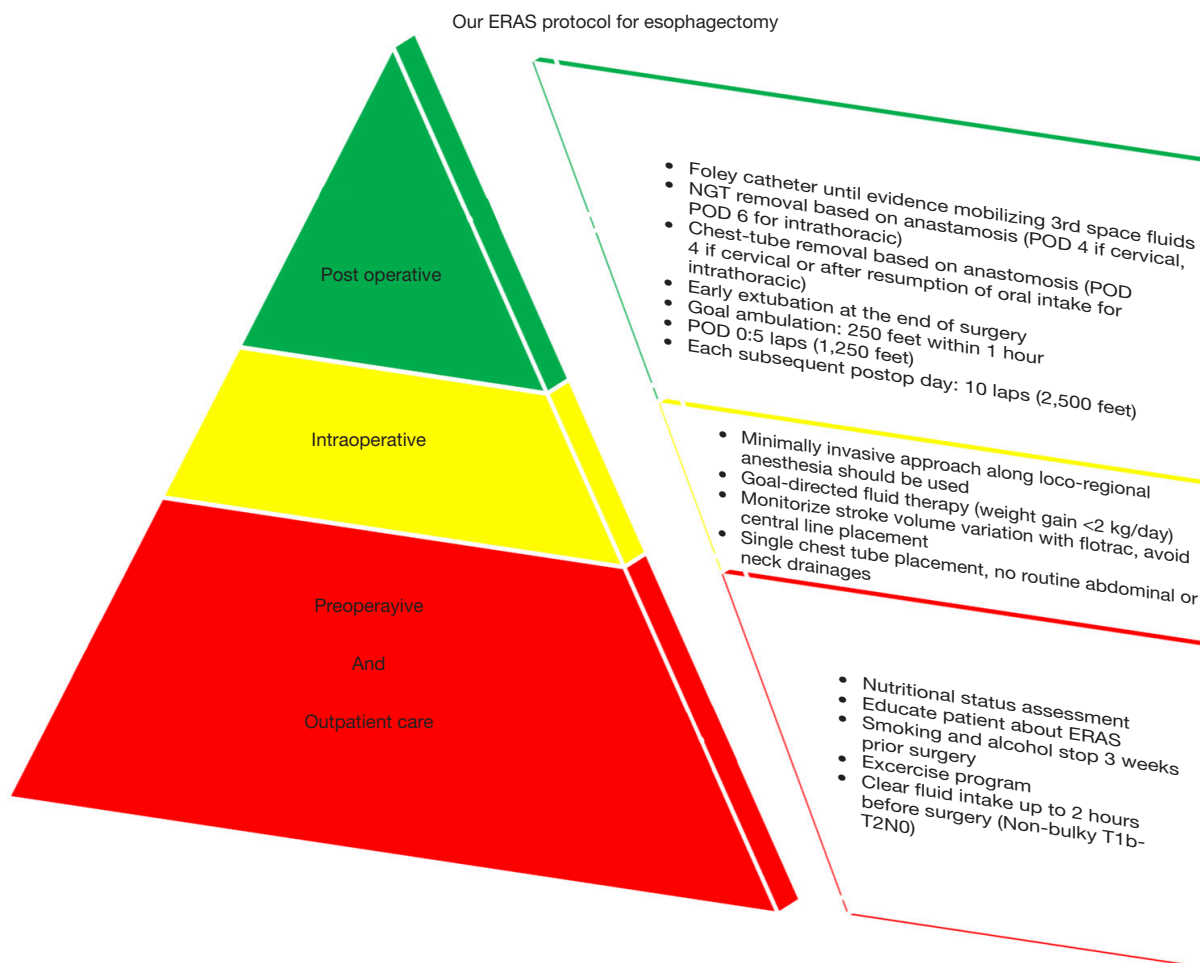 Our ERAS protocol for esophagectomy
Post operative
• Foley catheter until evidence mobilizing 3rd space fluids
• NGT removal based on anastamosis (POD 4 if cervical,
POD 6 for intrathoracic)
• Chest-tube removal based on anastomosis (POD
4 if cervical or after resumption of oral intake for
intrathoracic)
• Early extubation at the end of surgery
• Goal ambulation: 250 feet within 1 hour
• POD 0:5 laps (1,250 feet)
• Each subsequent postop day: 10 laps (2,500 feet)
Intraoperative
• Minimally invasive approach along loco-regional
anesthesia should be used
• Goal-directed fluid therapy (weight gain <2 kg/day)
• Monitorize stroke volume variation with flotrac, avoid
central line placement
• Single chest tube placement, no routine abdominal or
neck drainages
Preoperayive
And
Outpatient care
• Nutritional status assessment
• Educate patient about ERAS
• Smoking and alcohol stop 3 weeks
prior surgery
• Excercise program
• Clear fluid intake up to 2 hours
before surgery (Non-bulky T1b-
T2N0)